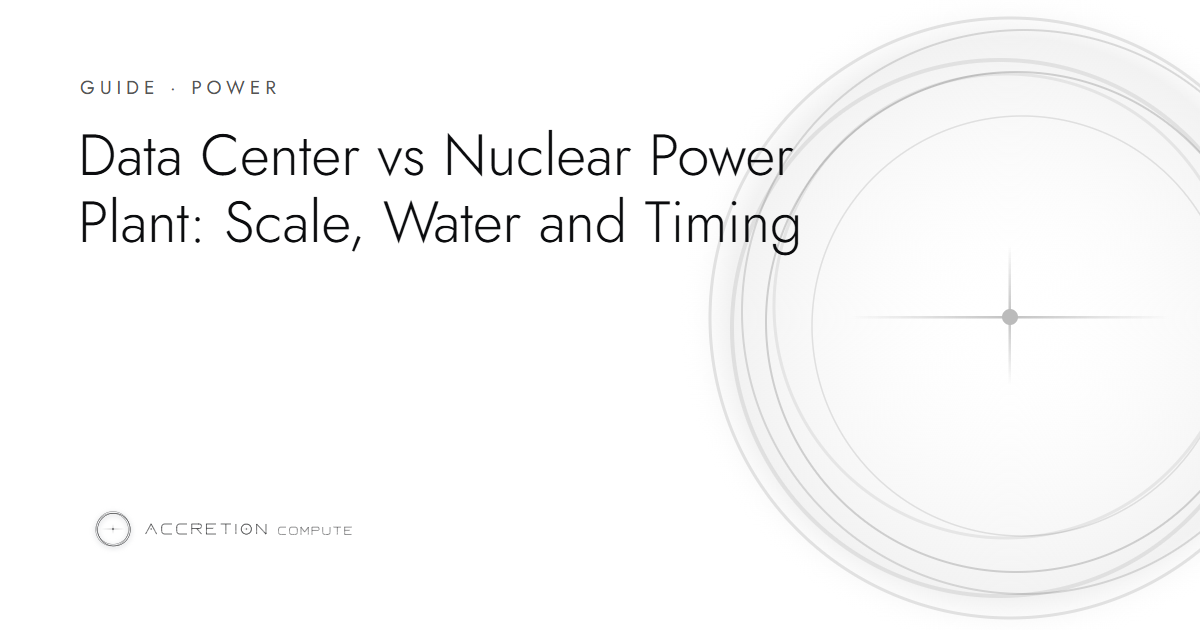 GUIDE · POWER
Data Center vs Nuclear Power
Plant: Scale, Water and Timing
ACCRETION COMPUTE